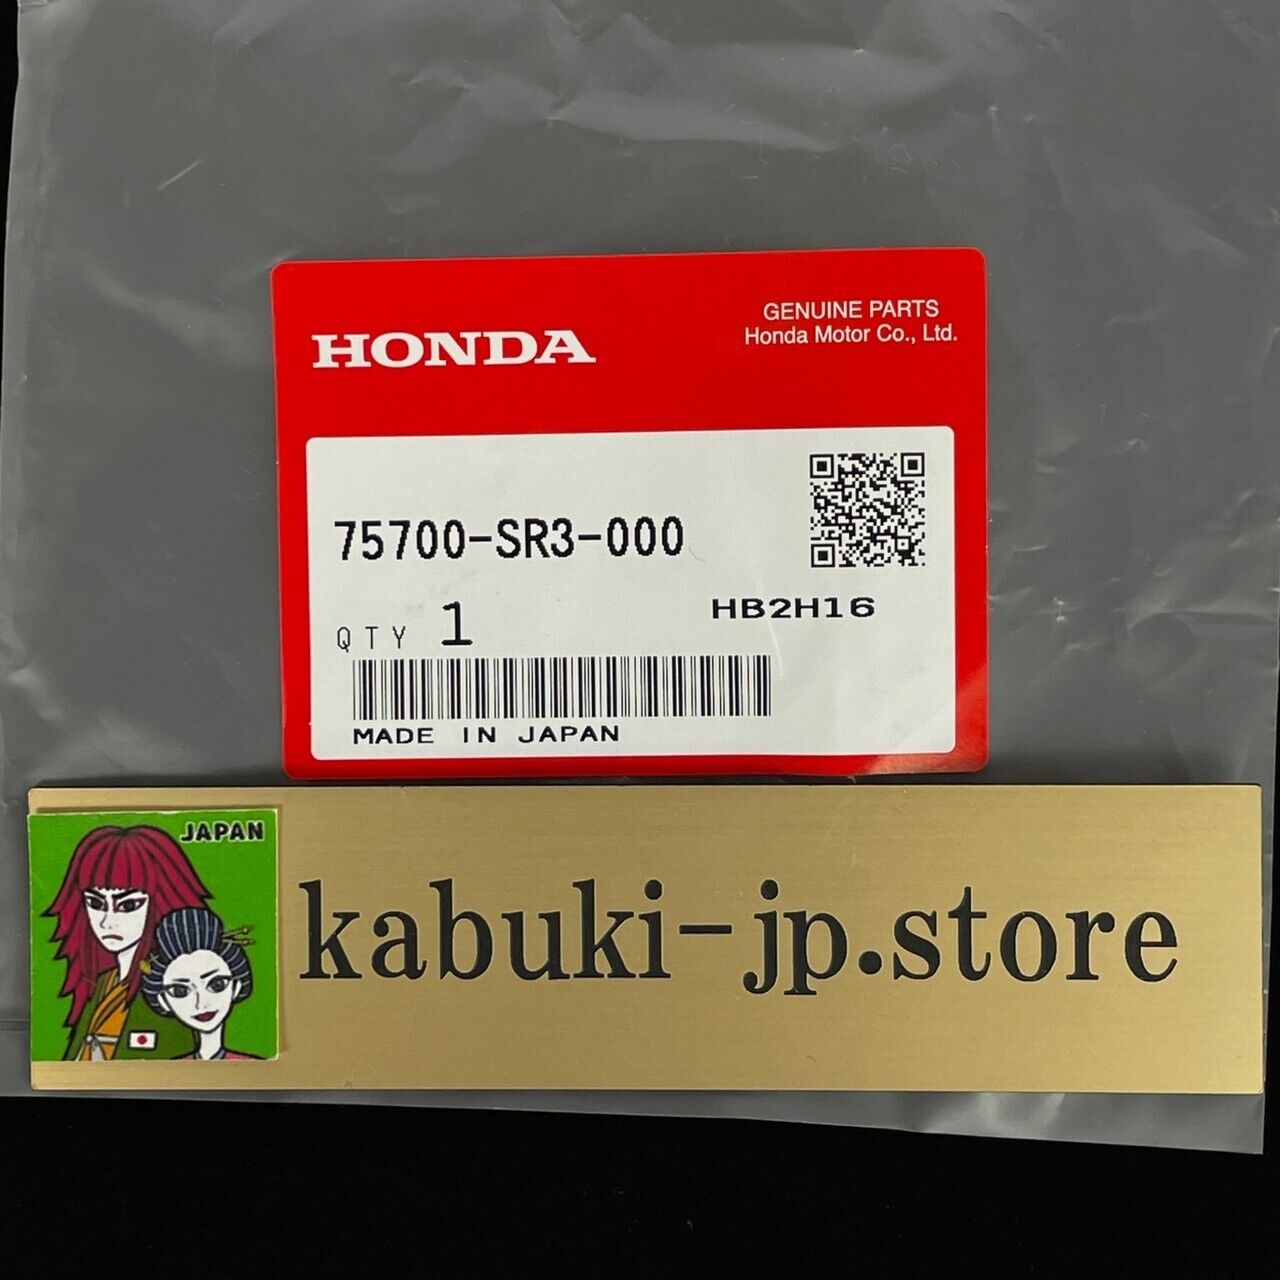 HONDA
GENUINE PARTS
Honda Motor Co., Ltd.
75700-SR3-000
HB2H16
QTY 1
MADE IN JAPAN
JAPAN
kabuki-jp.store